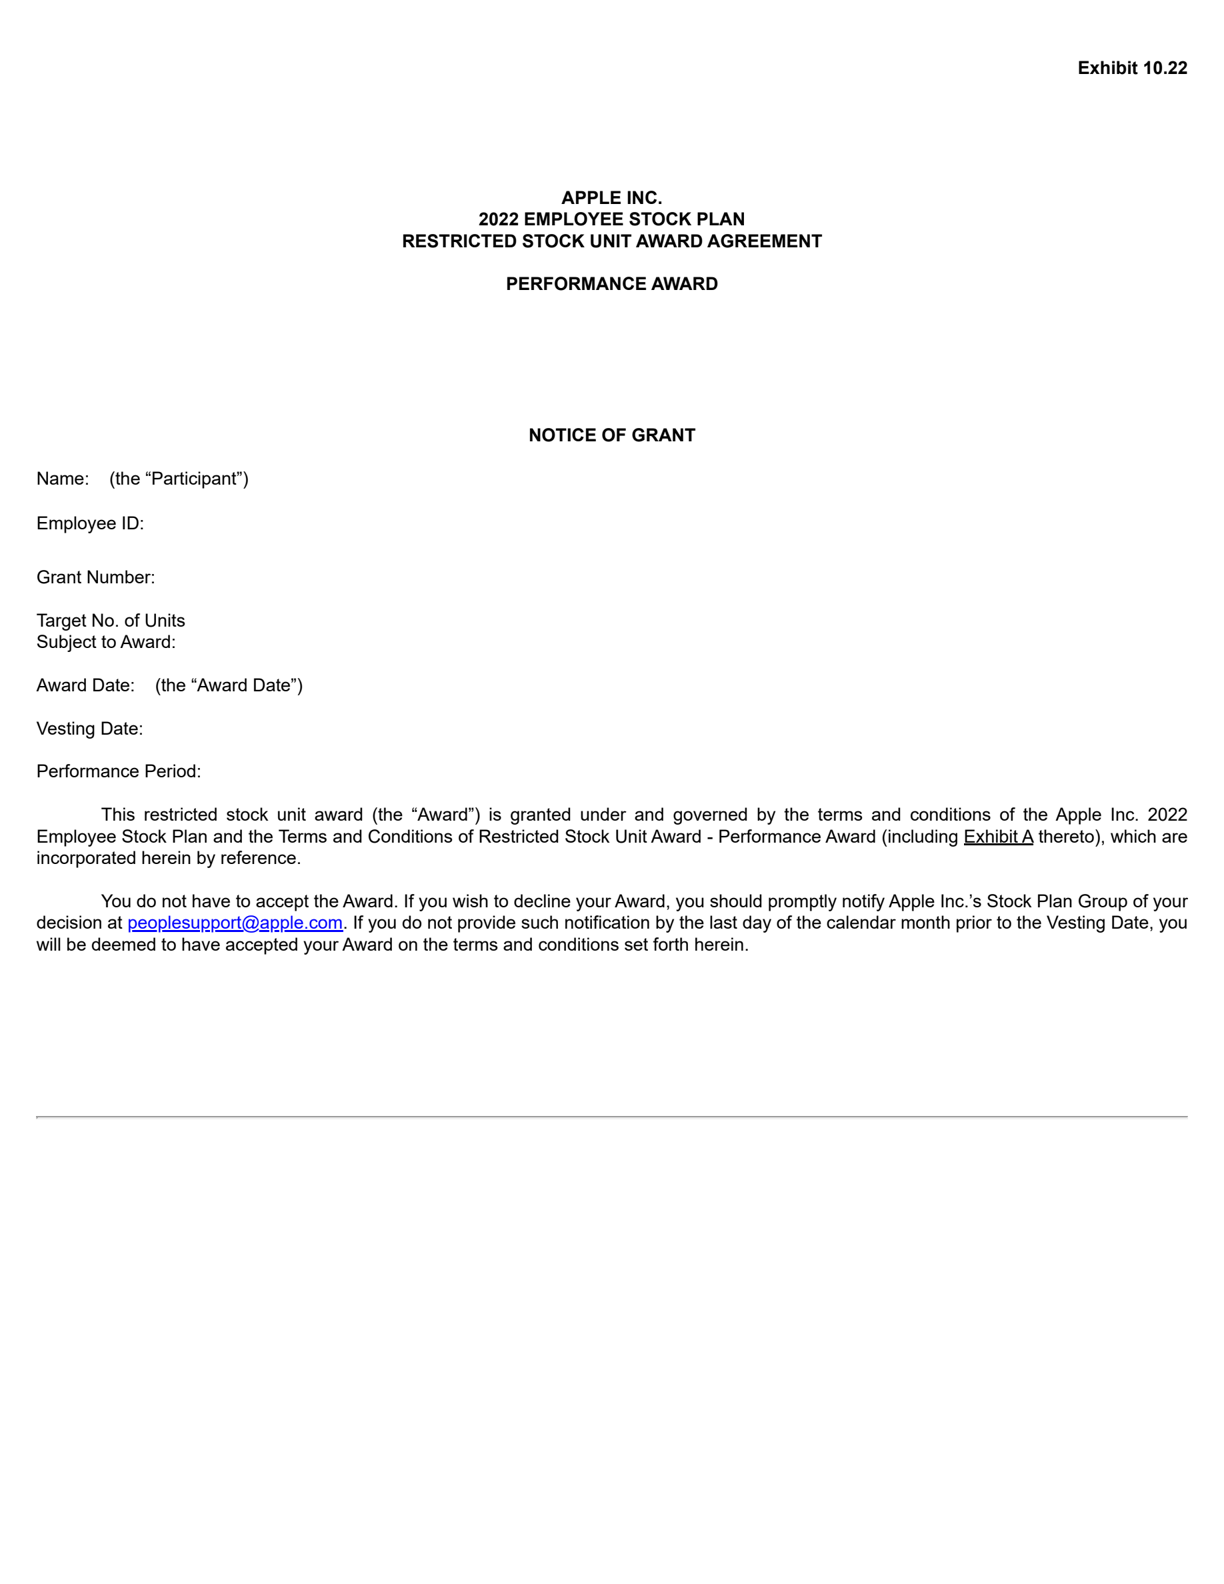 Exhibit 10.22
APPLE INC.
2022 EMPLOYEE STOCK PLAN
RESTRICTED STOCK UNIT AWARD AGREEMENT
PERFORMANCE AWARD
NOTICE OF GRANT
Name: (the “Participant”)
Employee ID:
Grant Number:
Target No. of Units
Subject to Award:
Award Date: (the “Award Date”)
Vesting Date:
Performance Period:
This restricted stock unit award (the “Award”) is granted under and governed by the terms and conditions of the Apple Inc. 2022
Employee Stock Plan and the Terms and Conditions of Restricted Stock Unit Award - Performance Award (including Exhibit A thereto), which are
incorporated herein by reference.
You do not have to accept the Award. If you wish to decline your Award, you should promptly notify Apple Inc.’s Stock Plan Group of your
decision at peoplesupport@apple.com. If you do not provide such notification by the last day of the calendar month prior to the Vesting Date, you
will be deemed to have accepted your Award on the terms and conditions set forth herein.